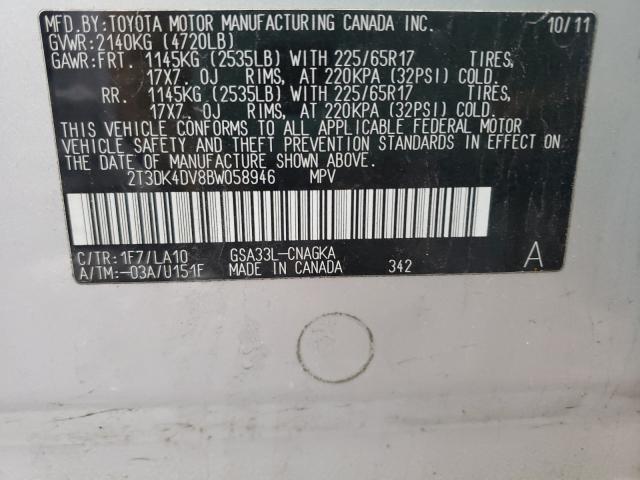 MFD.BY:TOYOTA MOTOR MANUFACTURING CANADA INC. 10/11
GVWR:2140KG (4720LB)
GAWR:FRT. 1145KG (2535LB) WITH 225/65R17 TIRES,
17X7.0J RIMS, AT 220KPA (32PSI) COLD.
RR. 1145KG (2535LB) WITH 225/65R17 TIRES,
17X7.0J RIMS, AT 220KPA (32PSI) COLD.
THIS VEHICLE CONFORMS TO ALL APPLICABLE FEDERAL MOTOR
VEHICLE SAFETY AND THEFT PREVENTION STANDARDS IN EFFECT ON
THE DATE OF MANUFACTURE SHOWN ABOVE.
2T3DK4DV8BW058946 MPV
C/TR:1F7/LA10 GSA33L-CNAGKA A
A/TM:-03A/U151F MADE IN CANADA 342